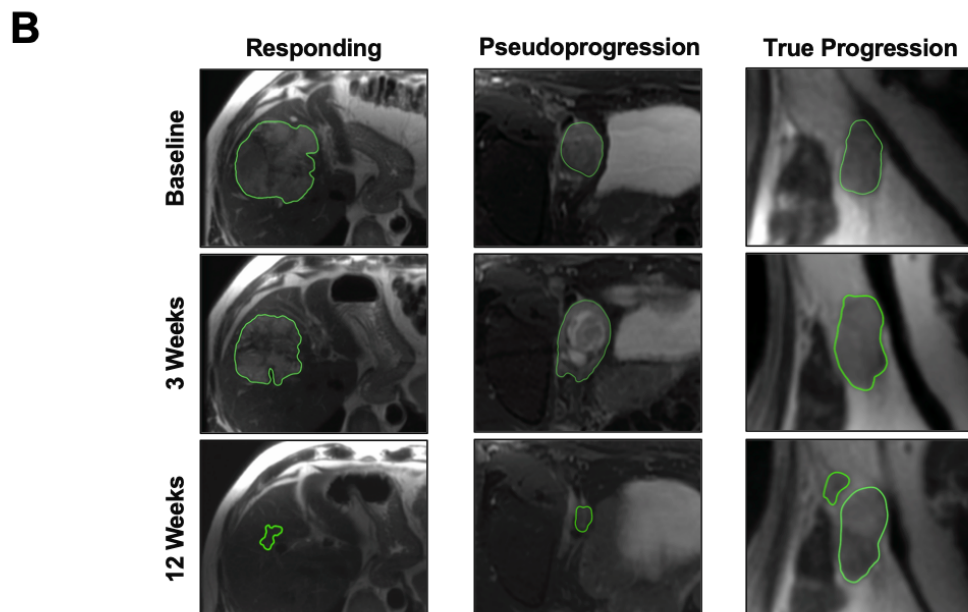 B
Responding Pseudoprogression True Progression
Baseline
3 Weeks
12 Weeks